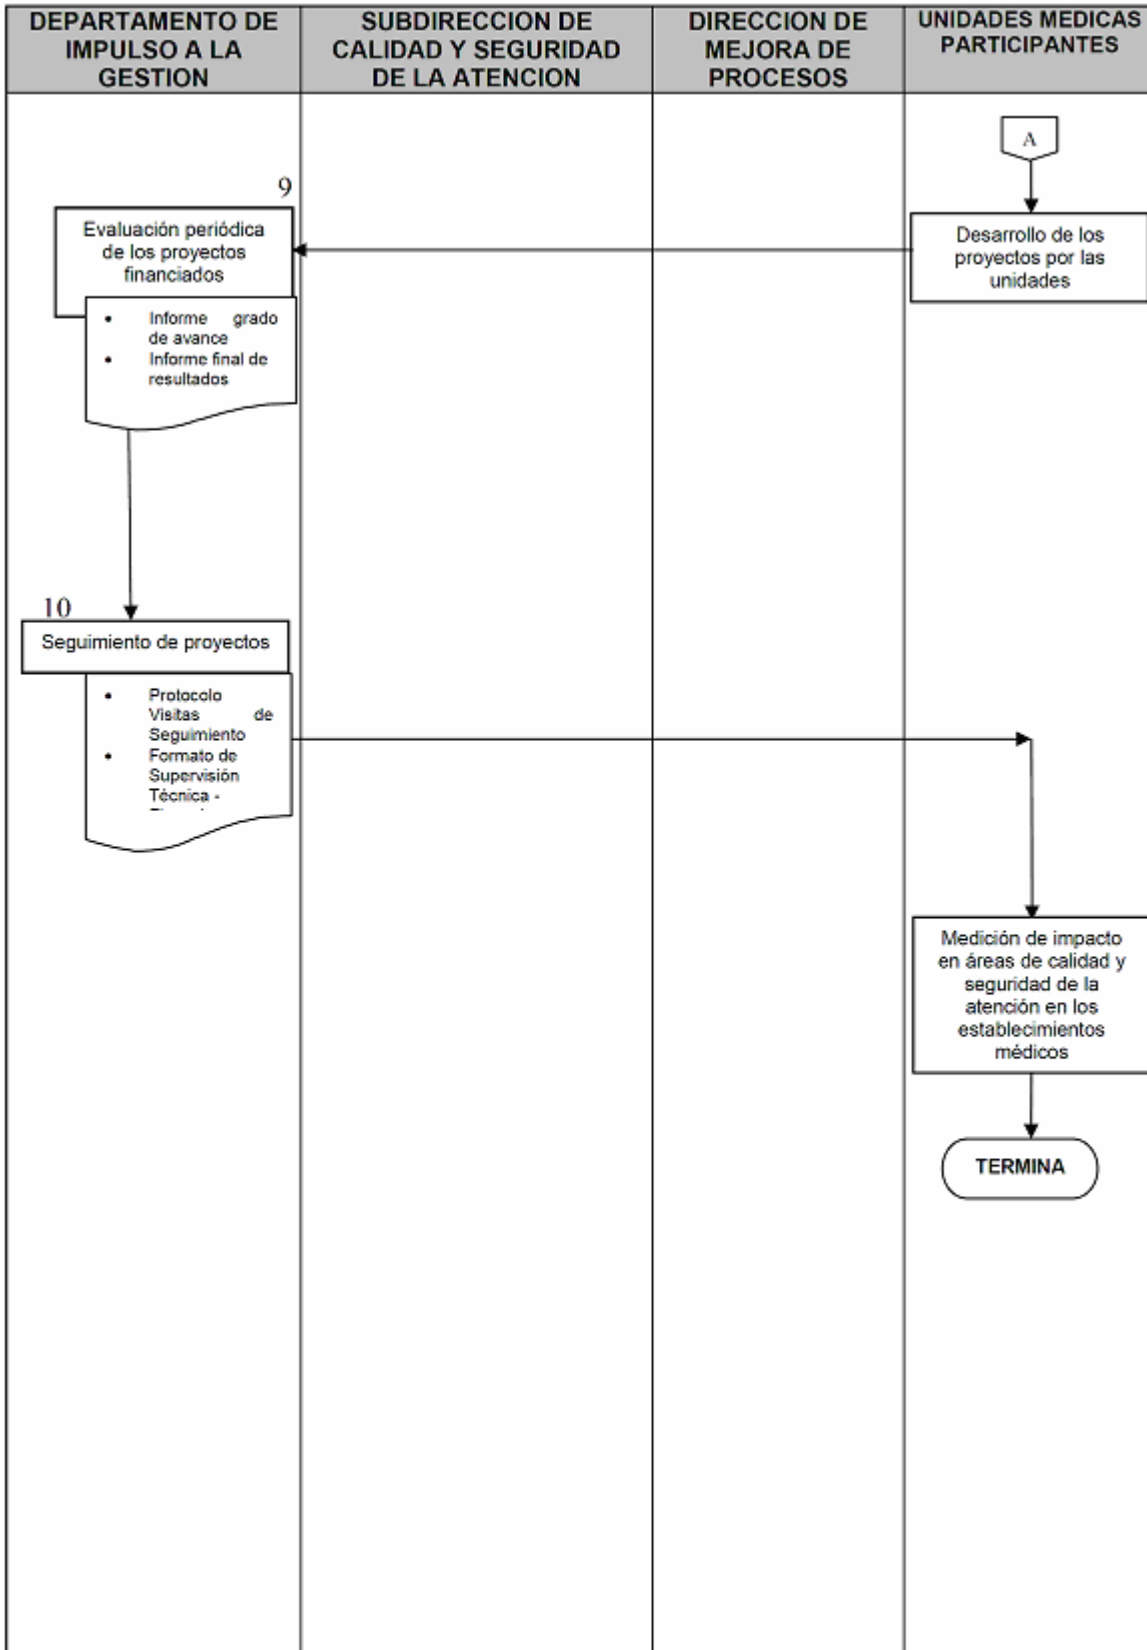 DEPARTAMENTO DE
IMPULSO A LA
GESTION
SUBDIRECCION DE
CALIDAD Y SEGURIDAD
DE LA ATENCION
DIRECCION DE
MEJORA DE
PROCESOS
UNIDADES MEDICAS
PARTICIPANTES
A
Desarrollo de los
proyectos por las
unidades
9
Evaluación periódica
de los proyectos
financiados
• Informe grado
de avance
• Informe final de
resultados
10
Seguimiento de proyectos
• Protocolo
Visitas de
Seguimiento
• Formato de
Supervisión
Técnica -
Medición de impacto
en áreas de calidad y
seguridad de la
atención en los
establecimientos
médicos
TERMINA